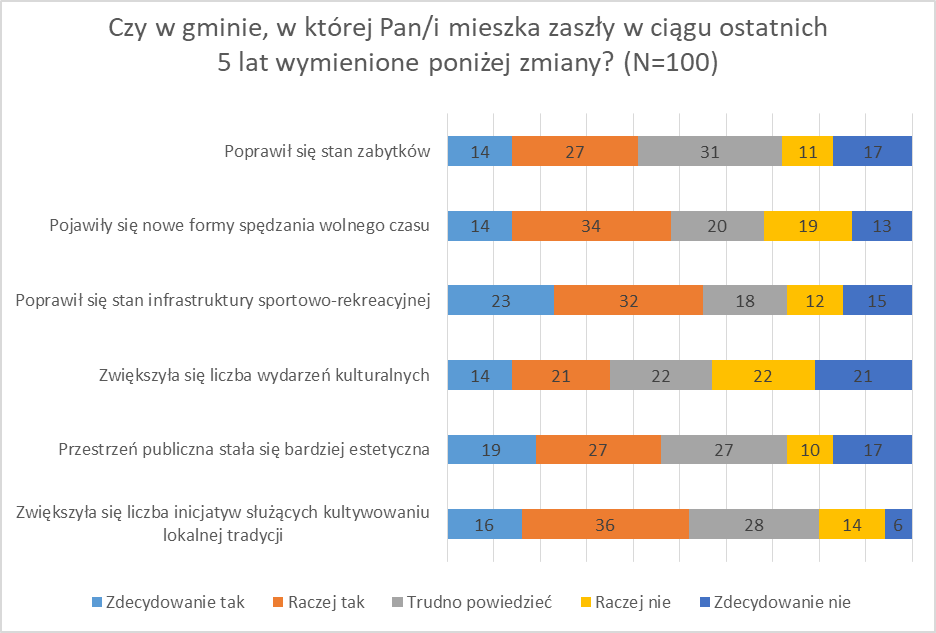 Czy w gminie, w której Pan/i mieszka zaszły w ciągu ostatnich
5 lat wymienione poniżej zmiany? (N=100)
Poprawił się stan zabytków
14 27 31 11 17
Pojawiły się nowe formy spędzania wolnego czasu
14 34 20 19 13
Poprawił się stan infrastruktury sportowo-rekreacyjnej
23 32 18 12 15
Zwiększyła się liczba wydarzeń kulturalnych
14 21 22 22 21
Przestrzeń publiczna stała się bardziej estetyczna
19 27 27 10 17
Zwiększyła się liczba inicjatyw służących kultywowaniu
lokalnej tradycji
16 36 28 14 6
Zdecydowanie tak Raczej tak Trudno powiedzieć Raczej nie Zdecydowanie nie